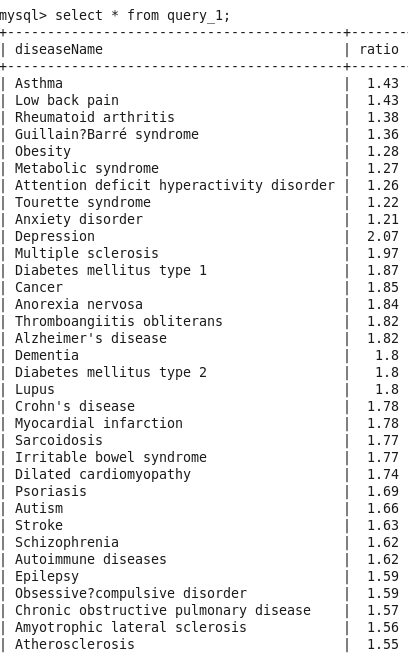 mysql> select * from query_1;
+-----------------------------------------+-------
| diseaseName | ratio
+-----------------------------------------+-------
| Asthma | 1.43
| Low back pain | 1.43
| Rheumatoid arthritis | 1.38
| Guillain?Barré syndrome | 1.36
| Obesity | 1.28
| Metabolic syndrome | 1.27
| Attention deficit hyperactivity disorder | 1.26
| Tourette syndrome | 1.22
| Anxiety disorder | 1.21
| Depression | 2.07
| Multiple sclerosis | 1.97
| Diabetes mellitus type 1 | 1.87
| Cancer | 1.85
| Anorexia nervosa | 1.84
| Thromboangiitis obliterans | 1.82
| Alzheimer's disease | 1.82
| Dementia | 1.8
| Diabetes mellitus type 2 | 1.8
| Lupus | 1.8
| Crohn's disease | 1.78
| Myocardial infarction | 1.78
| Sarcoidosis | 1.77
| Irritable bowel syndrome | 1.77
| Dilated cardiomyopathy | 1.74
| Psoriasis | 1.69
| Autism | 1.66
| Stroke | 1.63
| Schizophrenia | 1.62
| Autoimmune diseases | 1.62
| Epilepsy | 1.59
| Obsessive?compulsive disorder | 1.59
| Chronic obstructive pulmonary disease | 1.57
| Amyotrophic lateral sclerosis | 1.56
| Atherosclerosis | 1.55